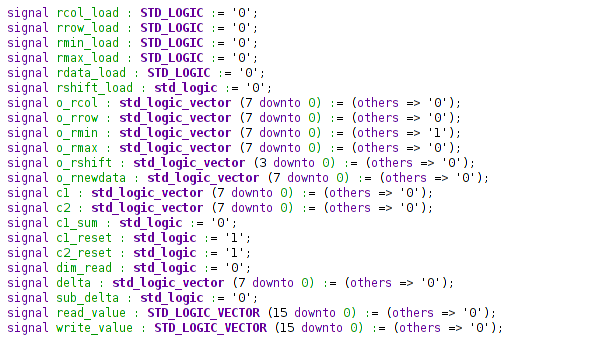 signal rcol_load : STD_LOGIC := '0';
signal rrow_load : STD_LOGIC := '0';
signal rmin_load : STD_LOGIC := '0';
signal rmax_load : STD_LOGIC := '0';
signal rdata_load : STD_LOGIC := '0';
signal rshift_load : std_logic := '0';
signal o_rcol : std_logic_vector (7 downto 0) := (others => '0');
signal o_rrow : std_logic_vector (7 downto 0) := (others => '0');
signal o_rmin : std_logic_vector (7 downto 0) := (others => '1');
signal o_rmax : std_logic_vector (7 downto 0) := (others => '0');
signal o_rshift : std_logic_vector (3 downto 0) := (others => '0');
signal o_rnewdata : std_logic_vector (7 downto 0) := (others => '0');
signal c1 : std_logic_vector (7 downto 0) := (others => '0');
signal c2 : std_logic_vector (7 downto 0) := (others => '0');
signal c1_sum : std_logic := '0';
signal c1_reset : std_logic := '1';
signal c2_reset : std_logic := '1';
signal dim_read : std_logic := '0';
signal delta : std_logic_vector (7 downto 0) := (others => '0');
signal sub_delta : std_logic := '0';
signal read_value : STD_LOGIC_VECTOR (15 downto 0) := (others => '0');
signal write_value : STD_LOGIC_VECTOR (15 downto 0) := (others => '0');